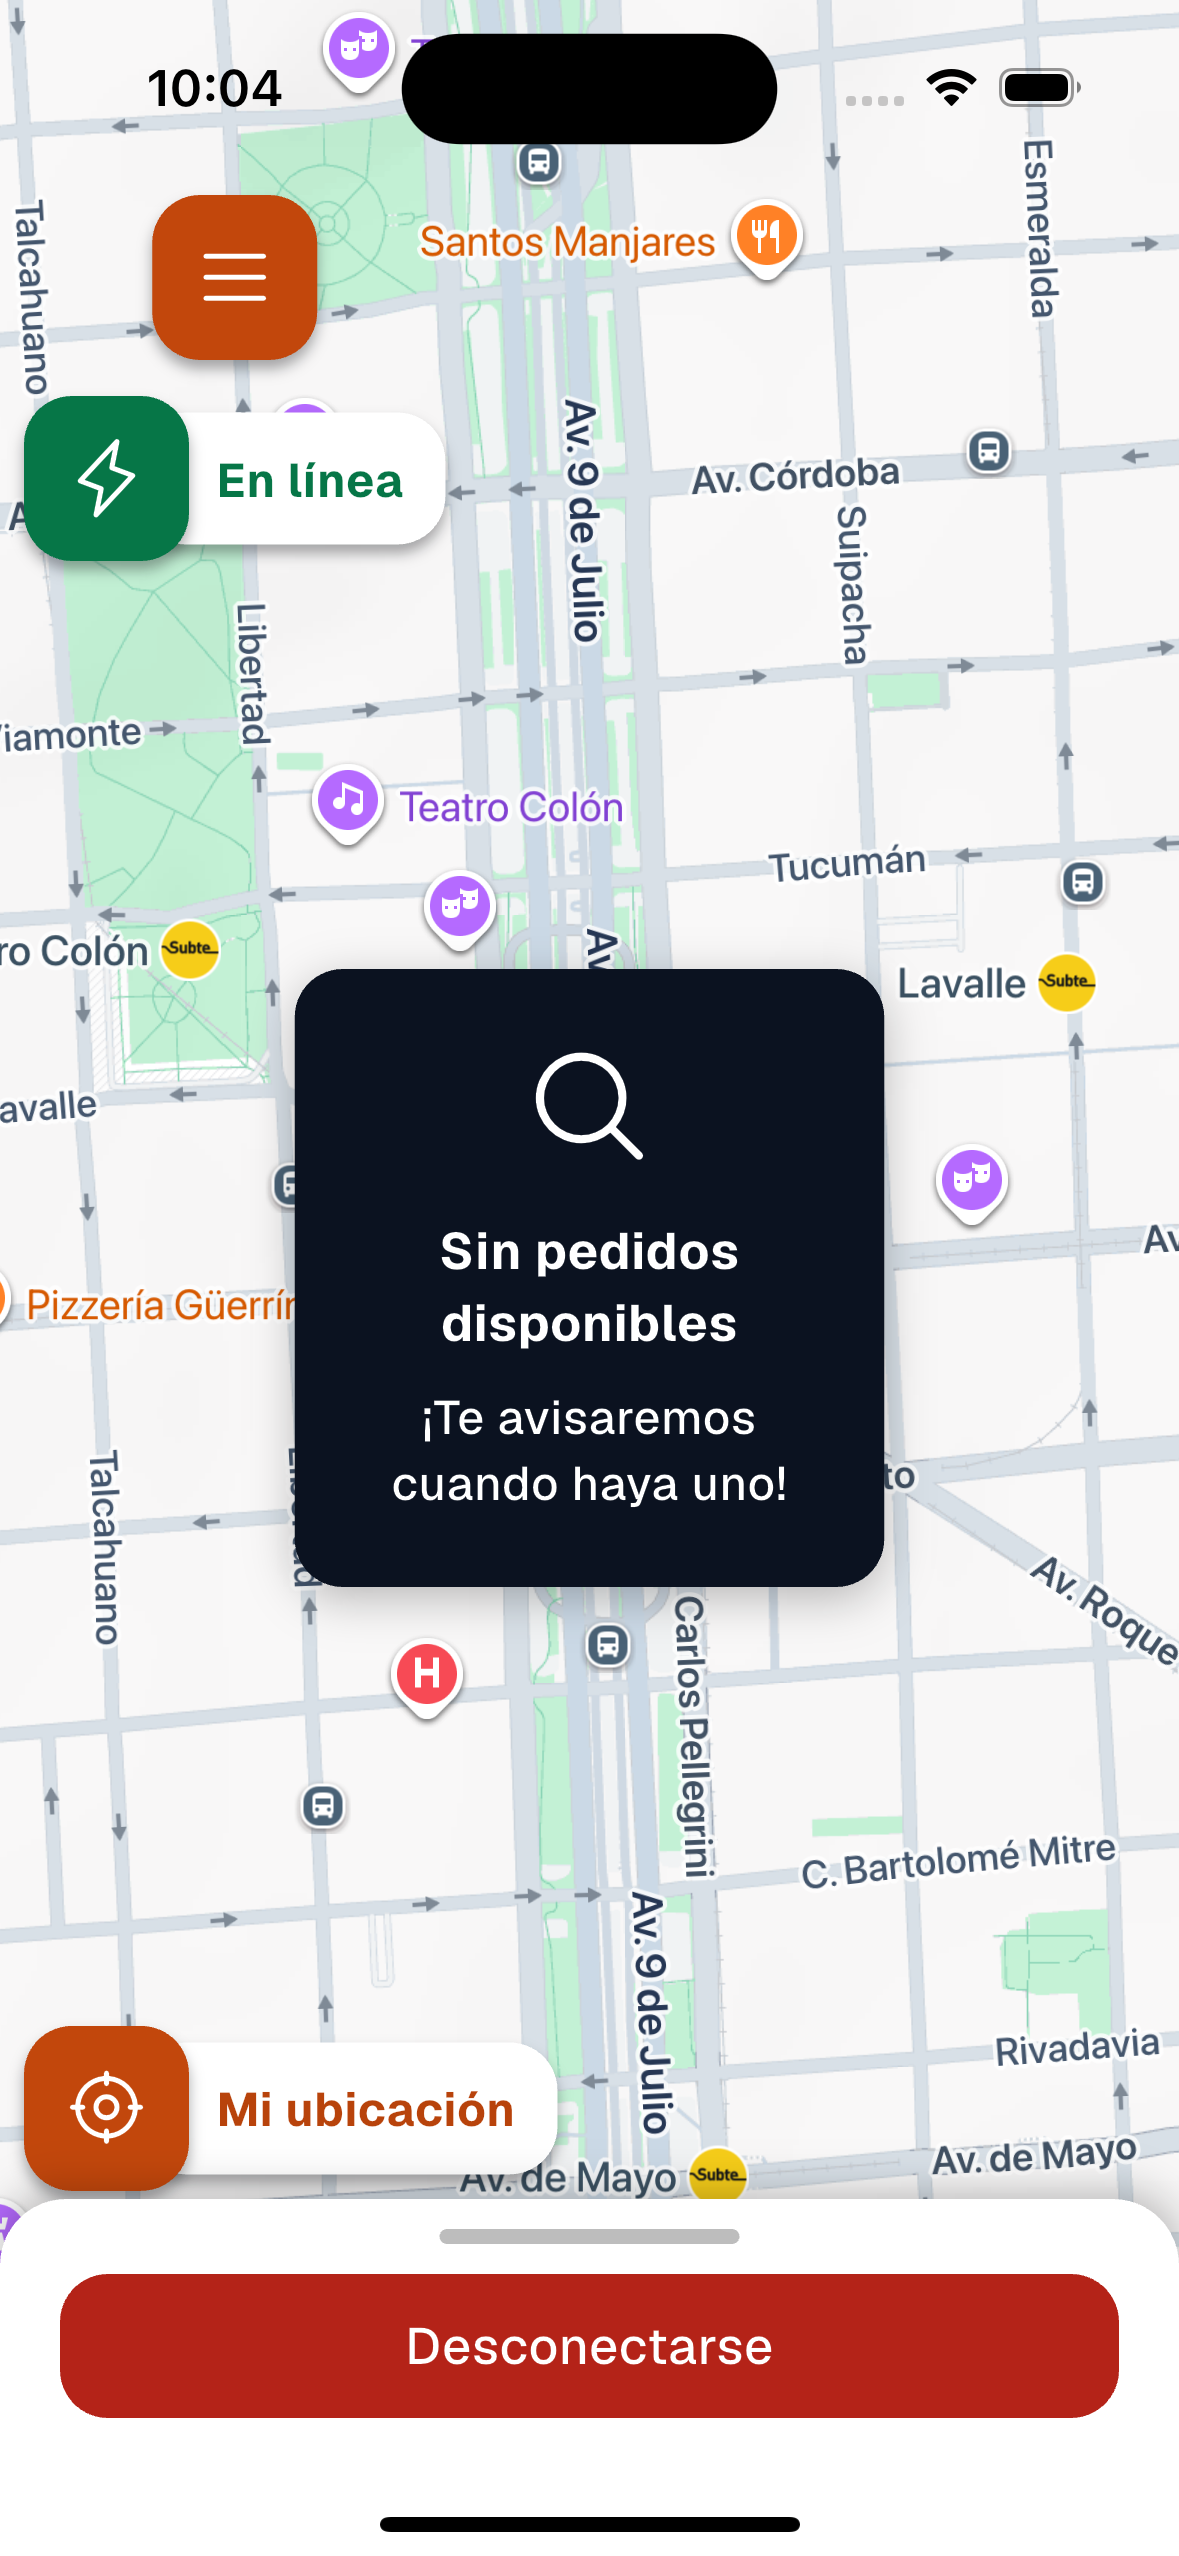 10:04
Santos Manjares
Esmeralda
Talcahuano
En línea
Av. 9 de Julio
Av. Córdoba
Suipacha
Libertad
Viamonte
Teatro Colón
Tucumán
ro Colón
Subte
Lavalle
Subte
avalle
Av
Sin pedidos
disponibles
¡Te avisaremos
cuando haya uno!
Av
Pizzería Güerrín
to
Talcahuano
Av. Roque
H
Carlos Pellegrini
C. Bartolomé Mitre
Av. 9 de Julio
Rivadavia
Mi ubicación
Av. de Mayo
Av. de Mayo
Subte
Desconectarse